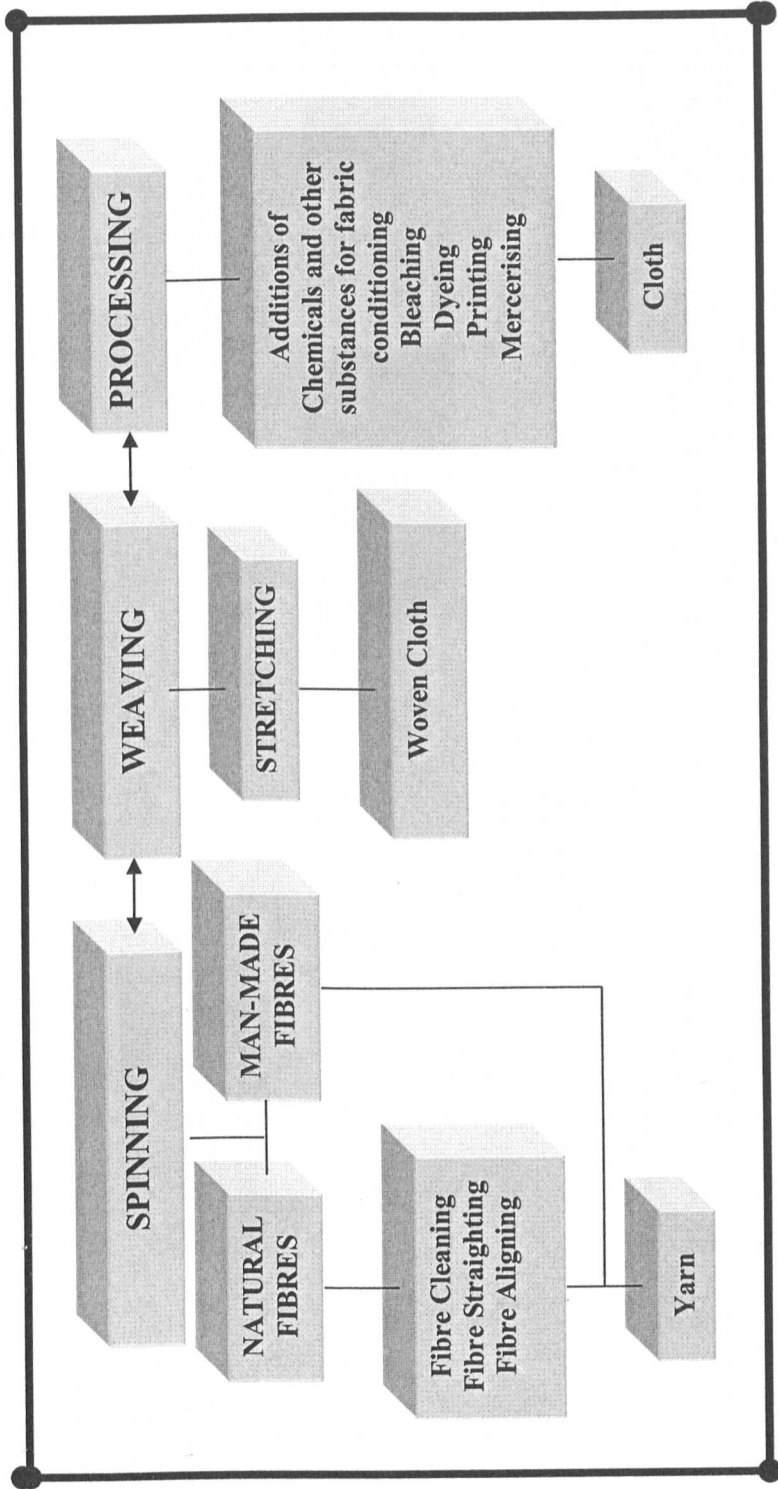 SPINNING
WEAVING
PROCESSING
NATURAL
FIBRES
MAN-MADE
FIBRES
Fibre Cleaning
Fibre Straighting
Fibre Aligning
Yarn
STRETCHING
Woven Cloth
Additions of
Chemicals and other
substances for fabric
conditioning
Bleaching
Dyeing
Printing
Mercerising
Cloth